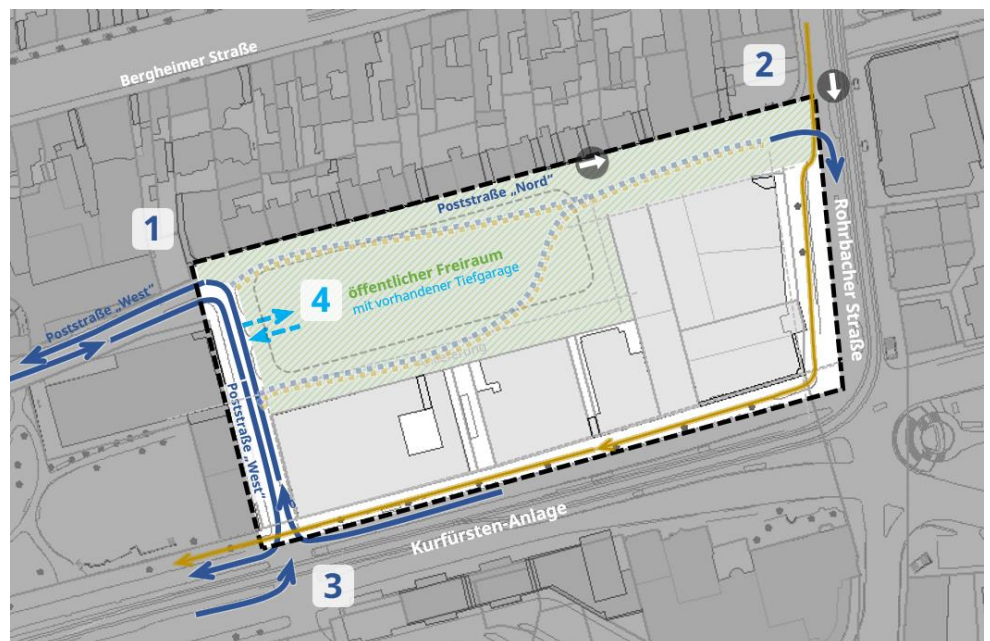 Bergheimer Straße
2
1
Poststraße „Nord“
Rohrbacher Straße
öffentlicher Freiraum
mit vorhandener Tiefgarage
4
Poststraße „West“
Poststraße „West“
Kurfürsten-Anlage
3